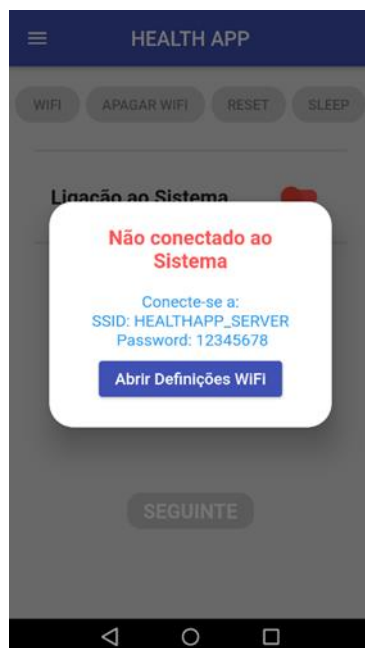 HEALTH APP
WIFI APAGAR WIFI RESET SLEEP
Ligação ao Sistema
Não conectado ao
Sistema
Conecte-se a:
SSID: HEALTHAPP_SERVER
Password: 12345678
Abrir Definições WiFi
SEGUINTE